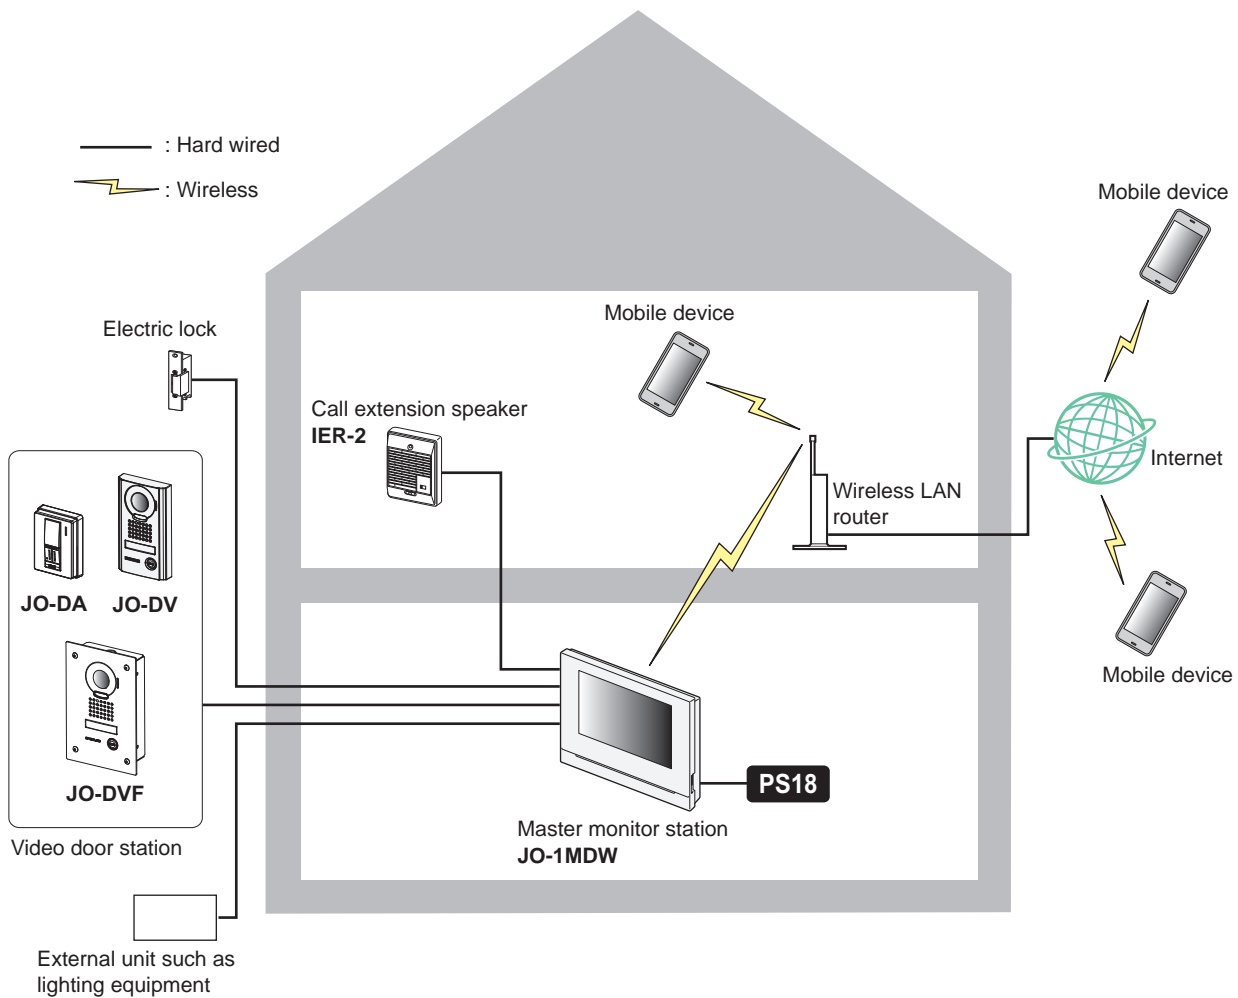 : Hard wired
: Wireless
Mobile device
Mobile device
Electric lock
Call extension speaker
IER-2
Internet
Wireless LAN
router
JO-DA
JO-DV
JO-DVF
Video door station
Mobile device
PS18
Master monitor station
JO-1MDW
External unit such as
lighting equipment